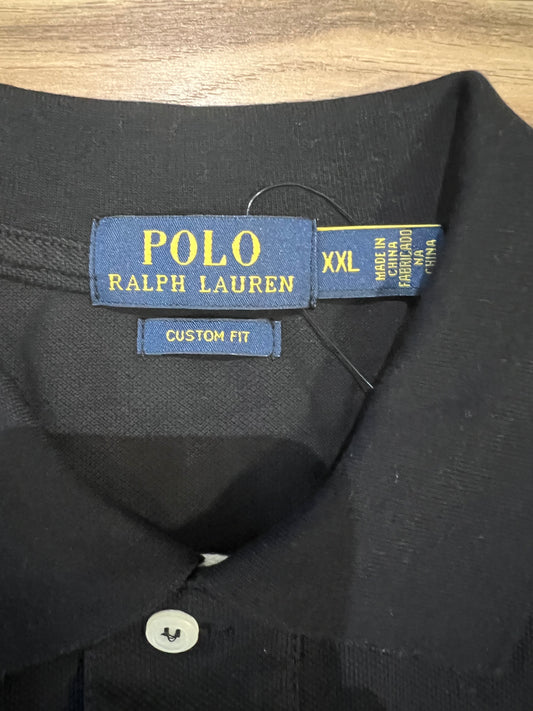 POLO
RALPH LAUREN
XXL
MADE IN
CHINA
FABRICADO
NA
CHINA
CUSTOM FIT